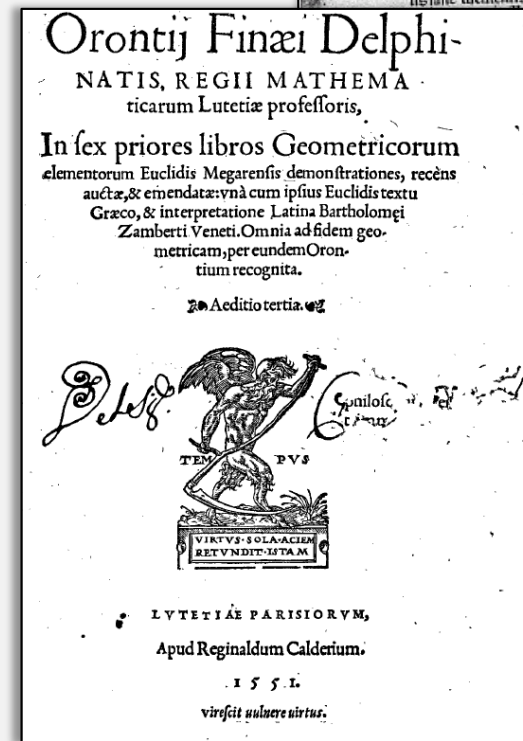 Orontij Finæi Delphi-
NATIS, REGII MATHEMA
ticarum Lutetiæ profeſſoris,
In ſex priores libros Geometricorum
elementorum Euclidis Megarenſis demonſtrationes, recèns
auctæ, & emendatæ: vnà cum ipſius Euclidis textu
Græco, & interpretatione Latina Bartholomęi
Zamberti Veneti. Omnia ad fidem geo-
metricam, per eundem Oron-
tium recognita.
Aeditio tertia.
TEM PVS
VIRTVS·SOLA·ACIEM
RETVNDIT·ISTAM
LVTETIAE PARISIORVM,
Apud Reginaldum Calderium.
1551.
vireſcit uulnere uirtus.